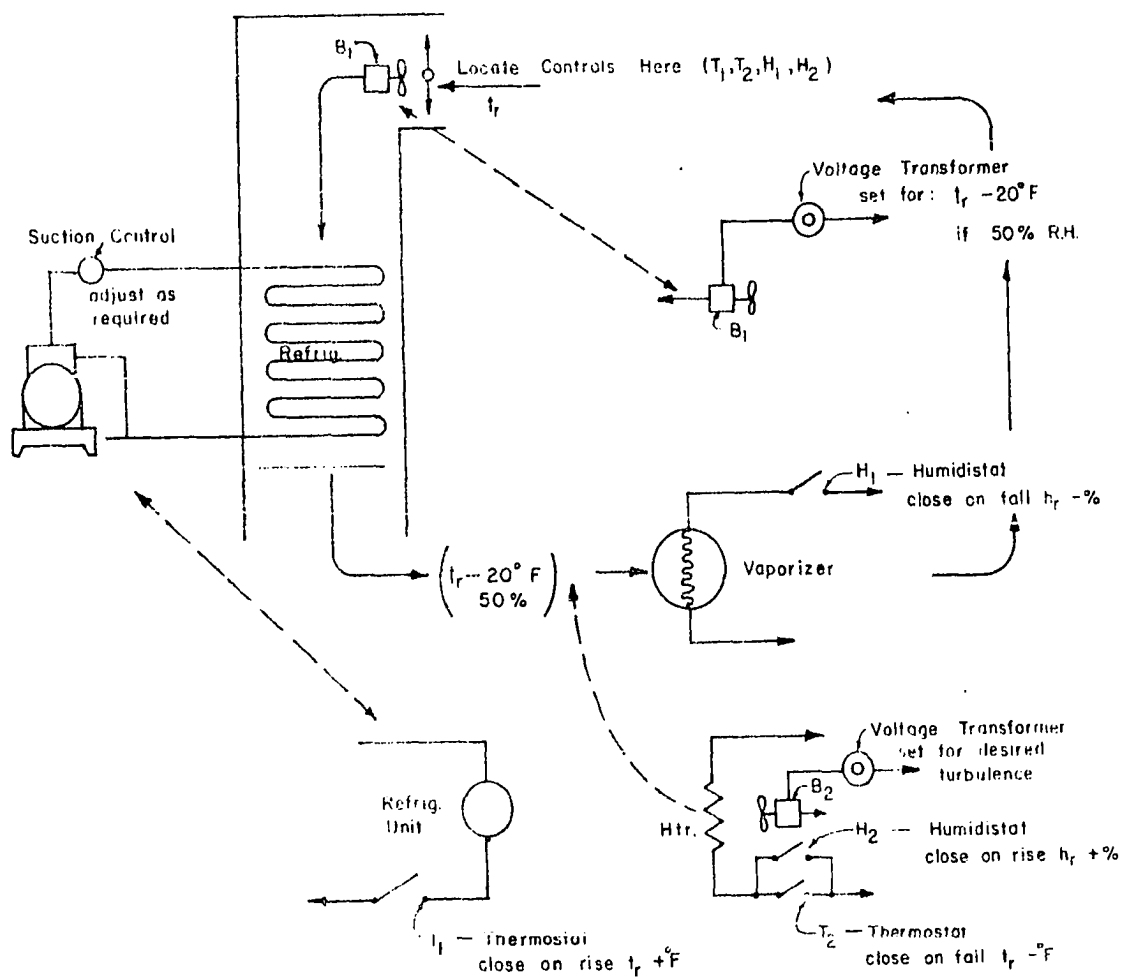 B₁
Locate Controls Here (T₁,T₂,H₁,H₂)
tᵣ
Voltage Transformer
set for: tᵣ -20°F
if 50% R.H.
Suction Control
adjust as
required
B₁
Refrig.
H₁ — Humidistat
close on fall hᵣ -%
(tᵣ -- 20° F
50%)
Vaporizer
Voltage Transformer
set for desired
turbulence
B₂
Refrig.
Unit
Htr.
H₂ — Humidistat
close on rise hᵣ +%
T₁ — Thermostat
close on rise tᵣ +°F
T₂ — Thermostat
close on fall tᵣ -°F